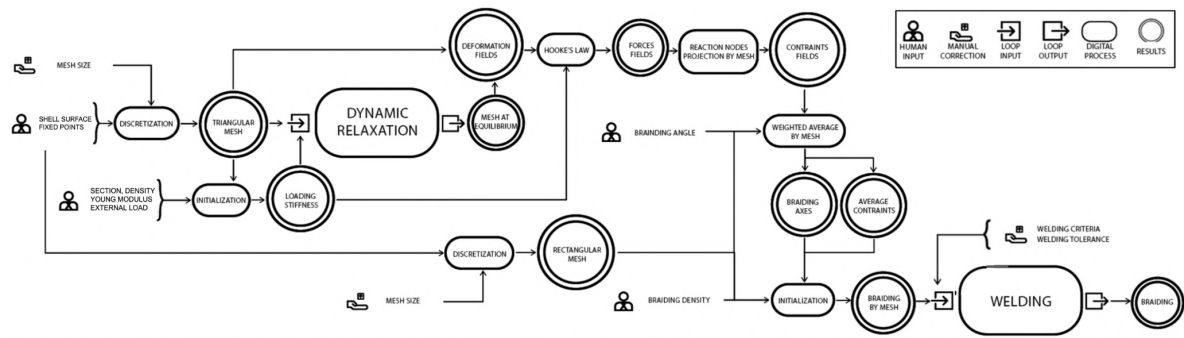 MESH SIZE
SHELL SURFACE
FIXED POINTS
DISCRETIZATION
TRIANGULAR
MESH
SECTION, DENSITY
YOUNG MODULUS
EXTERNAL LOAD
INITIALIZATION
LOADING
STIFFNESS
DYNAMIC
RELAXATION
MESH AT
EQUILIBRIUM
DEFORMATION
FIELDS
HOOKE'S LAW
FORCES
FIELDS
REACTION NODES
PROJECTION BY MESH
CONTRAINTS
FIELDS
HUMAN
INPUT
MANUAL
CORRECTION
LOOP
INPUT
LOOP
OUTPUT
DIGITAL
PROCESS
RESULTS
BRAINDING ANGLE
WEIGHTED AVERAGE
BY MESH
BRAIDING
AXES
AVERAGE
CONTRAINTS
DISCRETIZATION
RECTANGULAR
MESH
MESH SIZE
BRAIDING DENSITY
INITIALIZATION
BRAIDING
BY MESH
WELDING CRITERIA
WELDING TOLERANCE
WELDING
BRAIDING